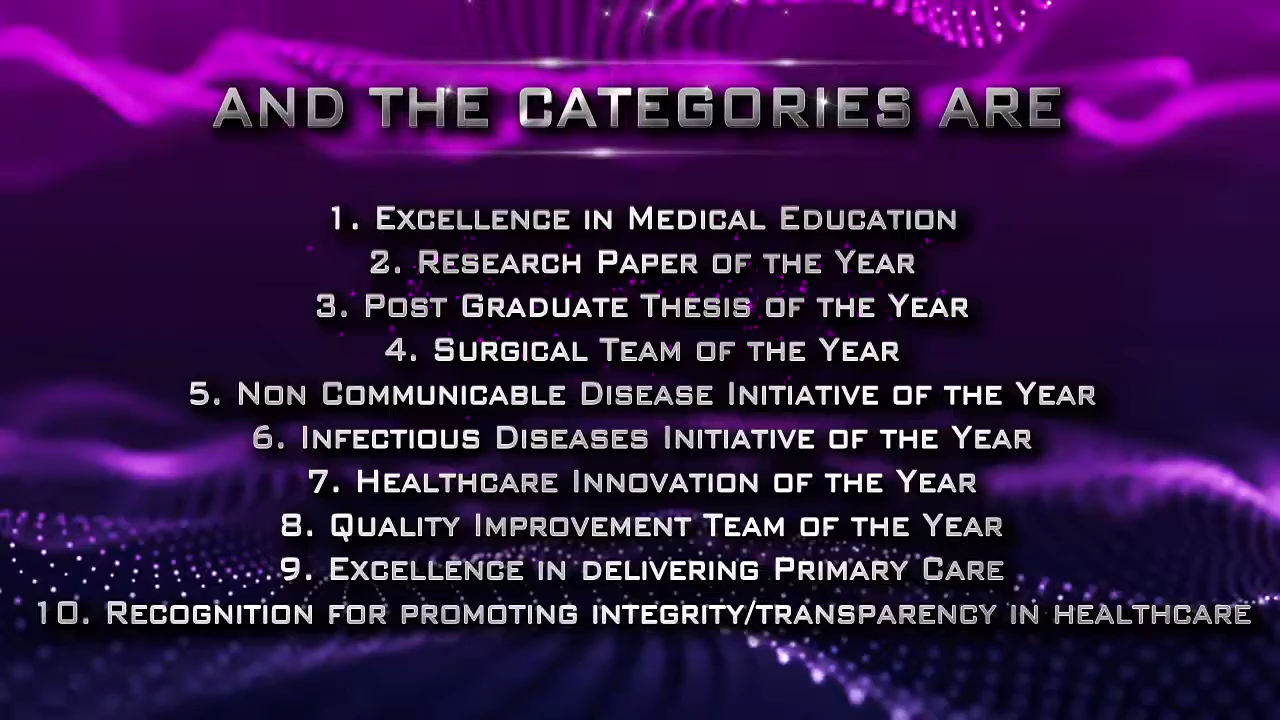 AND THE CATEGORIES ARE
1. Excellence in Medical Education
2. Research Paper of the Year
3. Post Graduate Thesis of the Year
4. Surgical Team of the Year
5. Non Communicable Disease Initiative of the Year
6. Infectious Diseases Initiative of the Year
7. Healthcare Innovation of the Year
8. Quality Improvement Team of the Year
9. Excellence in delivering Primary Care
10. Recognition for promoting integrity/transparency in healthcare